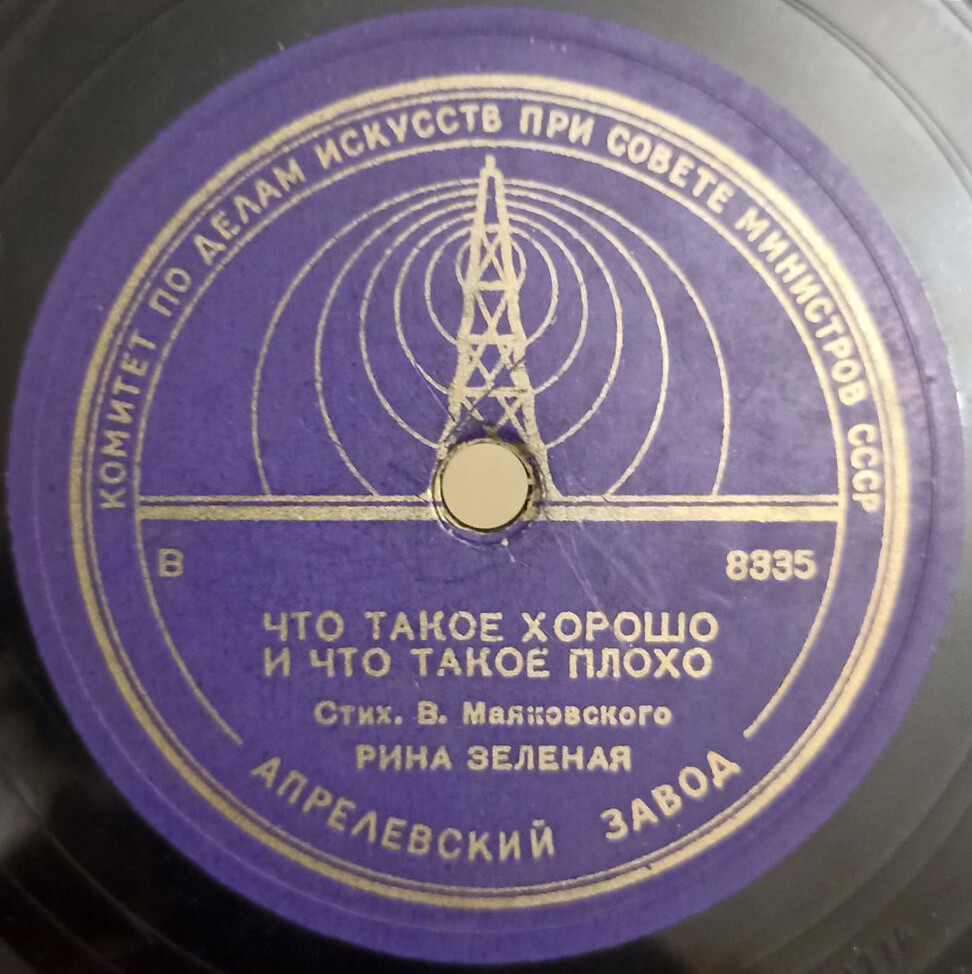 КОМИТЕТ ПО ДЕЛАМ ИСКУССТВ ПРИ СОВЕТЕ МИНИСТРОВ СССР
В 8335
ЧТО ТАКОЕ ХОРОШО
И ЧТО ТАКОЕ ПЛОХО
Стих. В. Маяковского
РИНА ЗЕЛЕНАЯ
АПРЕЛЕВСКИЙ ЗАВОД